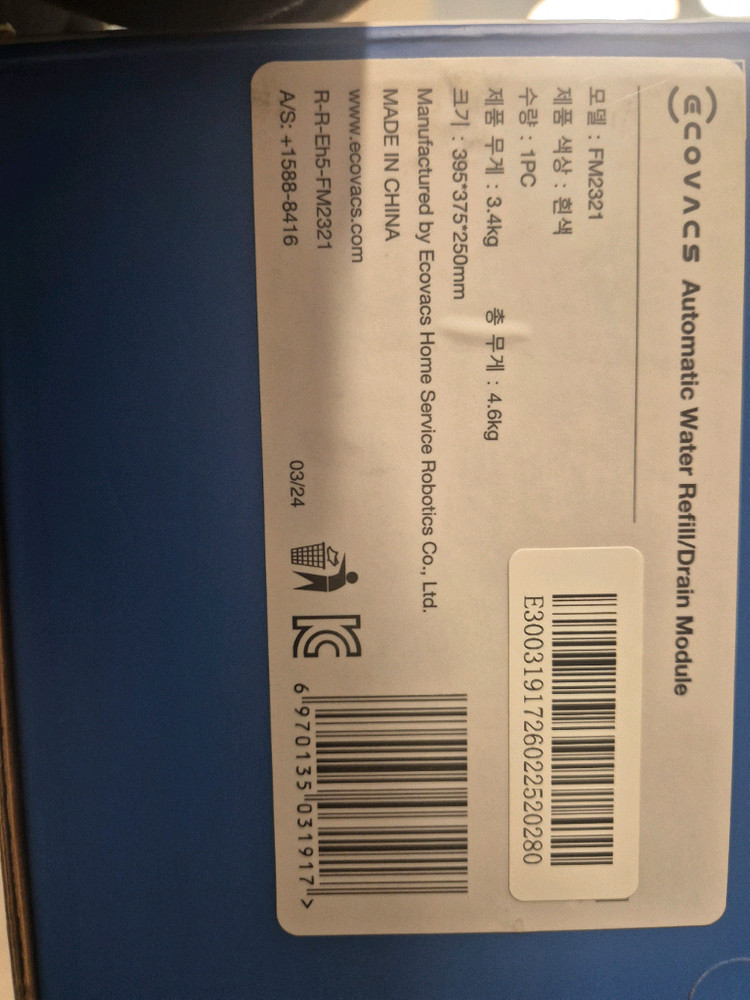 ECOVACS Automatic Water Refill/Drain Module
모델 : FM2321
제품 색상 : 흰색
수량 : 1PC
제품 무게 : 3.4kg 총 무게 : 4.6kg
크기 : 395*375*250mm
Manufactured by Ecovacs Home Service Robotics Co., Ltd.
MADE IN CHINA
www.ecovacs.com
R-R-Eh5-FM2321
A/S: +1588-8416
03/24
E3003191726022520280
6 970135 031917 >